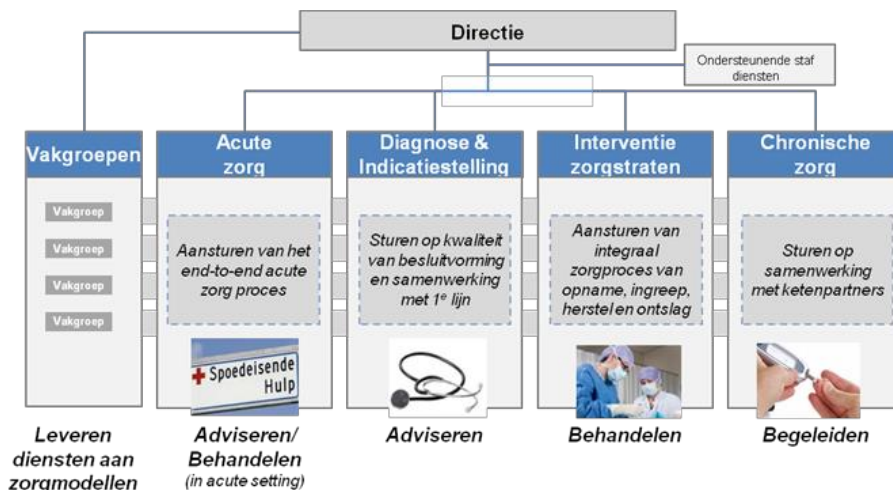 Directie
Ondersteunende staf
diensten
Vakgroepen
Acute
zorg
Diagnose &
Indicatiestelling
Interventie
zorgstraten
Chronische
zorg
Vakgroep
Vakgroep
Vakgroep
Vakgroep
Aansturen van het
end-to-end acute
zorg proces
Sturen op kwaliteit
van besluitvorming
en samenwerking
met 1e lijn
Aansturen van
integraal
zorgproces van
opname, ingreep,
herstel en ontslag
Sturen op
samenwerking
met ketenpartners
Spoedeisende
Hulp
Leveren
diensten aan
zorgmodellen
Adviseren/
Behandelen
(in acute setting)
Adviseren
Behandelen
Begeleiden